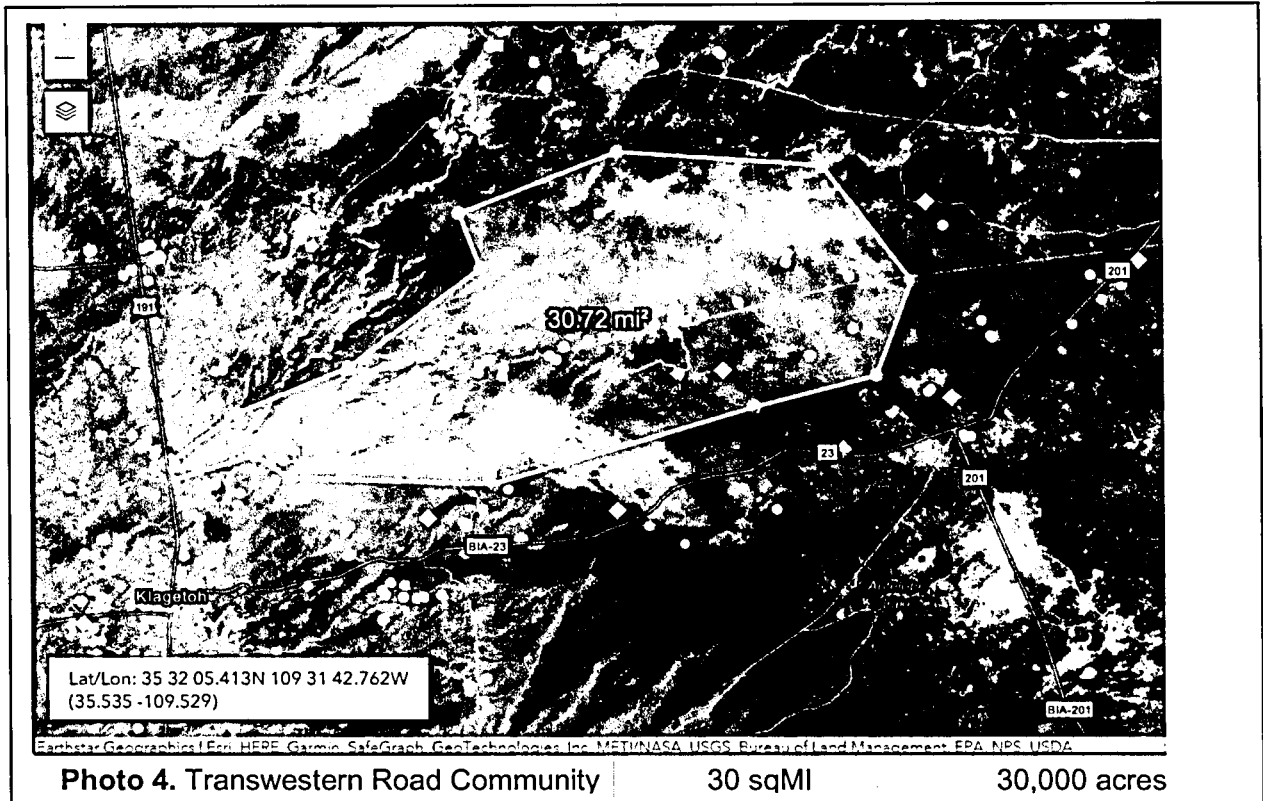 —
191
30.72 mi²
201
23
201
BIA-23
Klagetoh
BIA-201
Lat/Lon: 35 32 05.413N 109 31 42.762W
(35.535 -109.529)
Earthstar Geographics | Esri, HERE, Garmin, SafeGraph, GeoTechnologies, Inc, METI/NASA, USGS, Bureau of Land Management, EPA, NPS, USDA
Photo 4. Transwestern Road Community 30 sqMI 30,000 acres